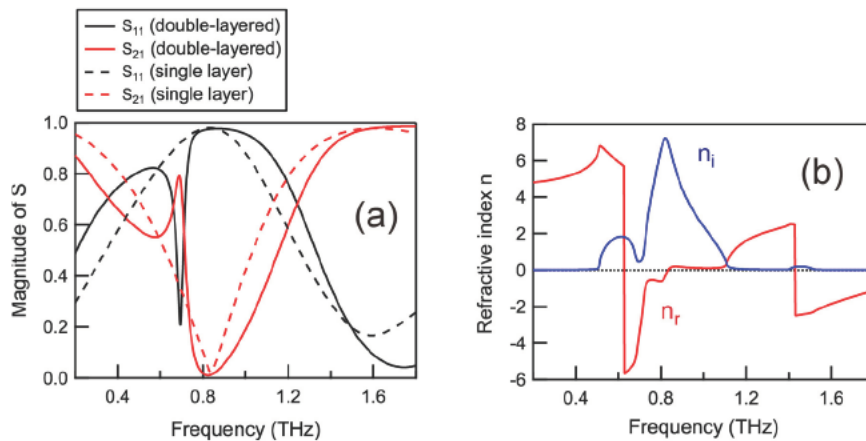 S11 (double-layered)
S21 (double-layered)
S11 (single layer)
S21 (single layer)
1.0
0.8
0.6
0.4
0.2
0.0
Magnitude of S
(a)
0.4
0.8
1.2
1.6
Frequency (THz)
8
6
4
2
0
-2
-4
-6
Refractive index n
ni
(b)
nr
0.4
0.8
1.2
1.6
Frequency (THz)